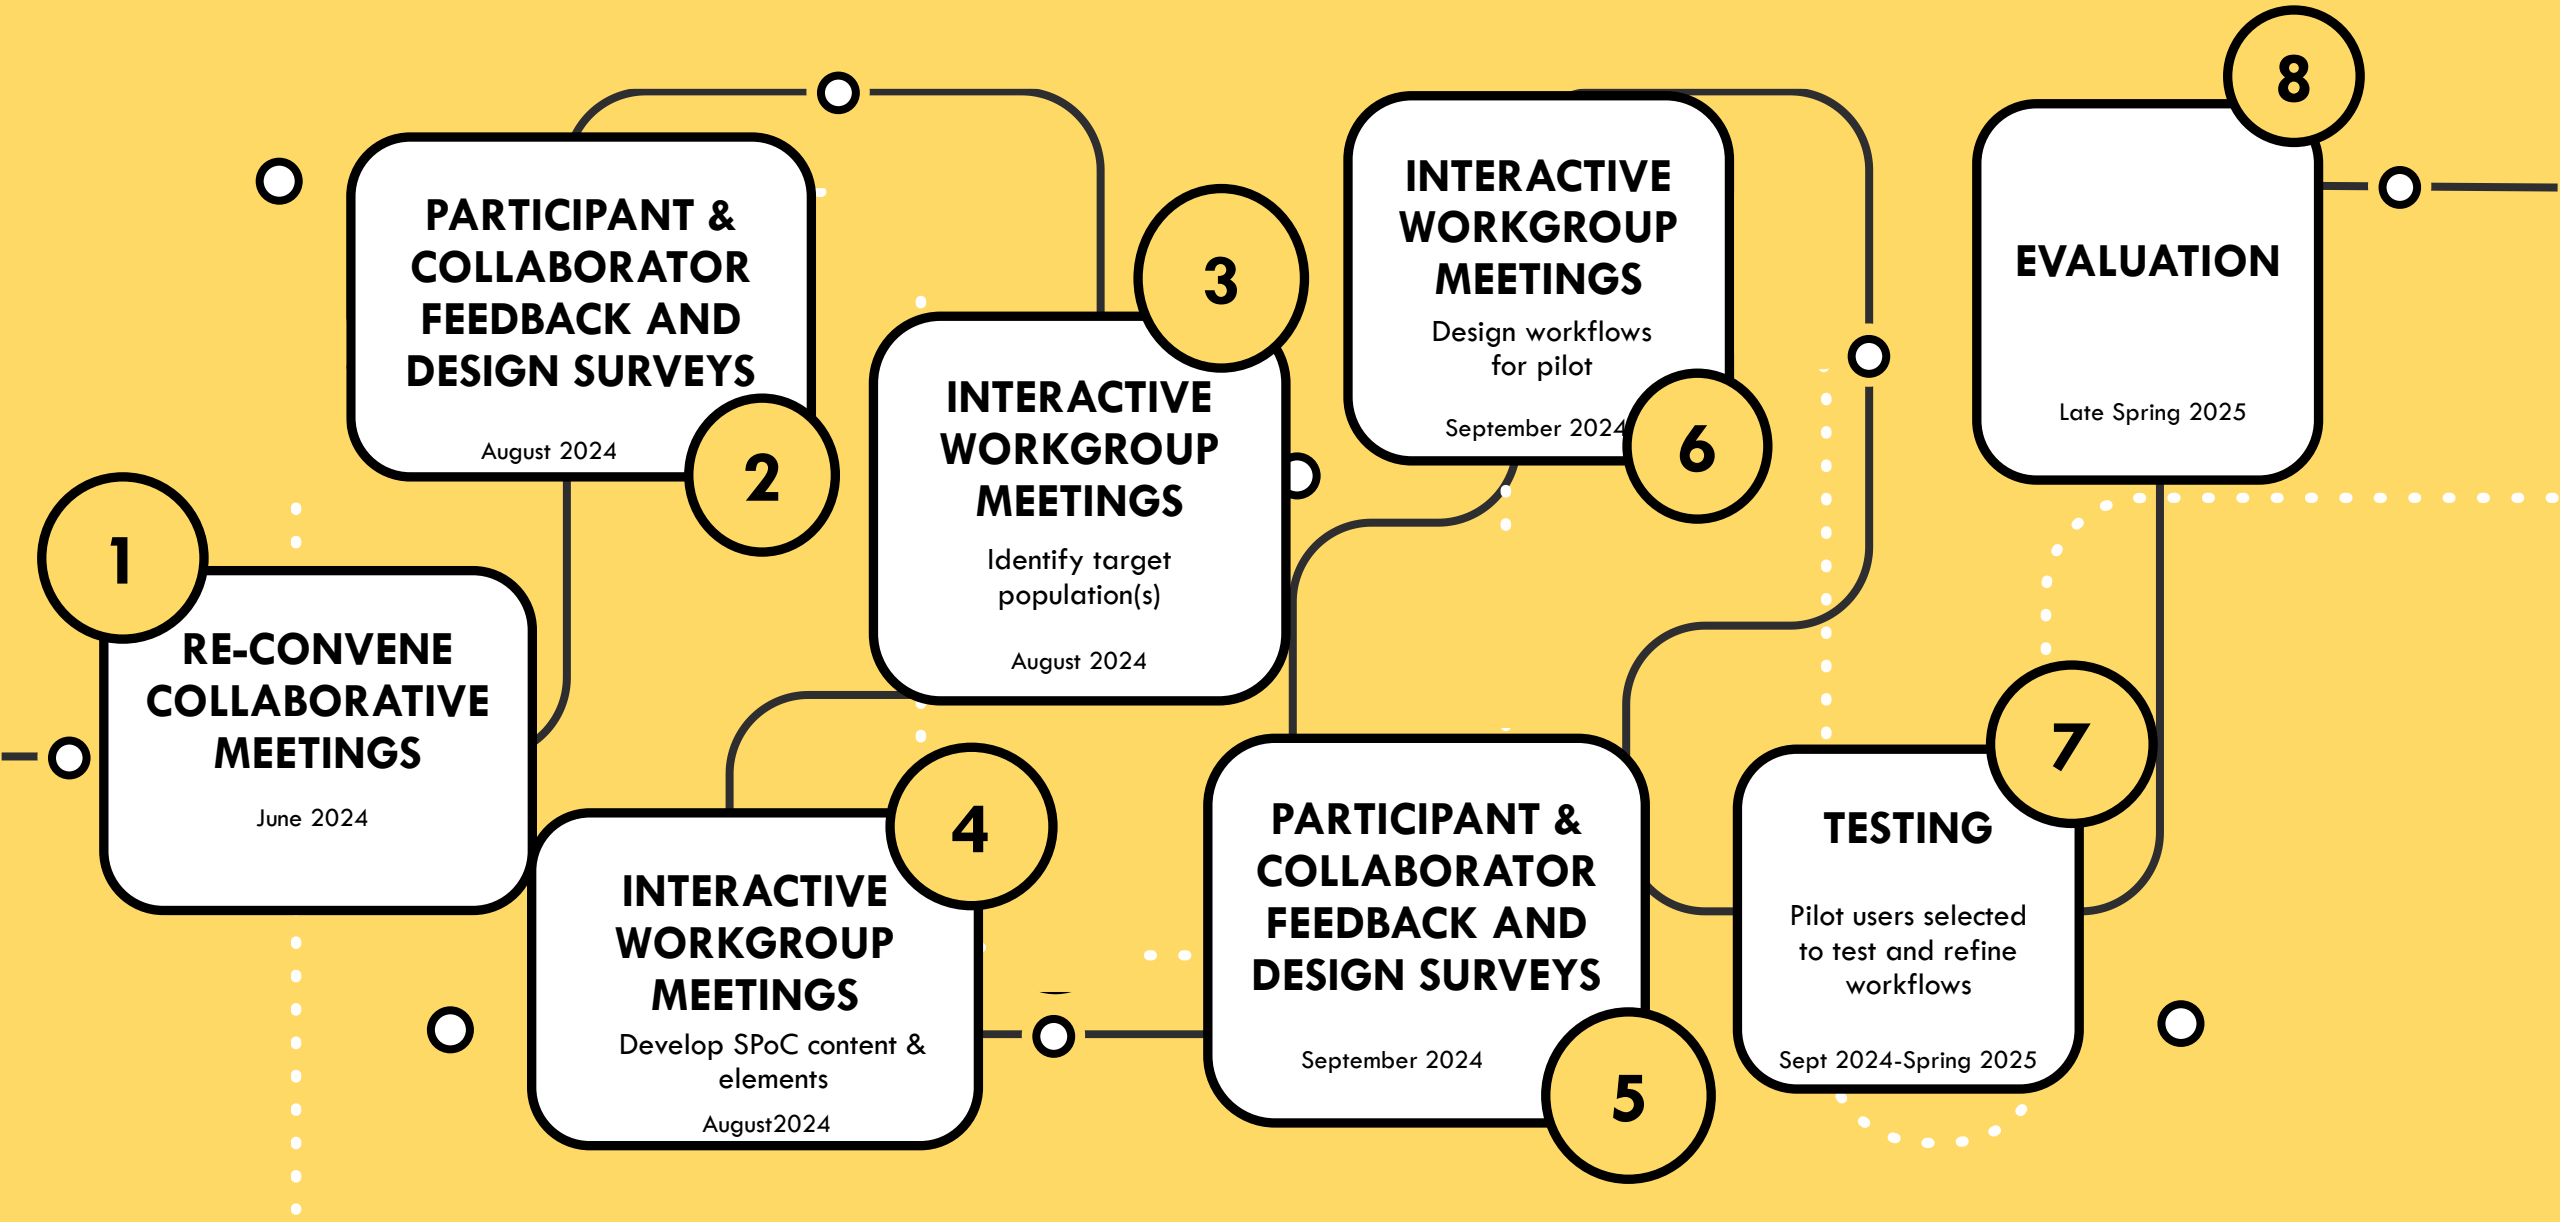 1
RE-CONVENE
COLLABORATIVE
MEETINGS
June 2024
PARTICIPANT &
COLLABORATOR
FEEDBACK AND
DESIGN SURVEYS
August 2024
2
3
INTERACTIVE
WORKGROUP
MEETINGS
Identify target
population(s)
August 2024
4
INTERACTIVE
WORKGROUP
MEETINGS
Develop SPoC content &
elements
August2024
PARTICIPANT &
COLLABORATOR
FEEDBACK AND
DESIGN SURVEYS
September 2024
5
INTERACTIVE
WORKGROUP
MEETINGS
Design workflows
for pilot
September 2024
6
7
TESTING
Pilot users selected
to test and refine
workflows
Sept 2024-Spring 2025
8
EVALUATION
Late Spring 2025